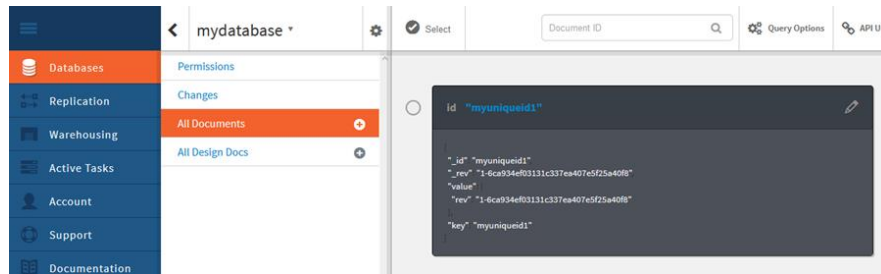 mydatabase
Select
Document ID
Query Options
API U
Databases
Replication
Warehousing
Active Tasks
Account
Support
Documentation
Permissions
Changes
All Documents
All Design Docs
id "myuniqueid1"
"_id" "myuniqueid1"
"_rev" "1-6ca934ef03131c337ea407e5f25a40f8"
"value"
"rev" "1-6ca934ef03131c337ea407e5f25a40f8"
"key" "myuniqueid1"